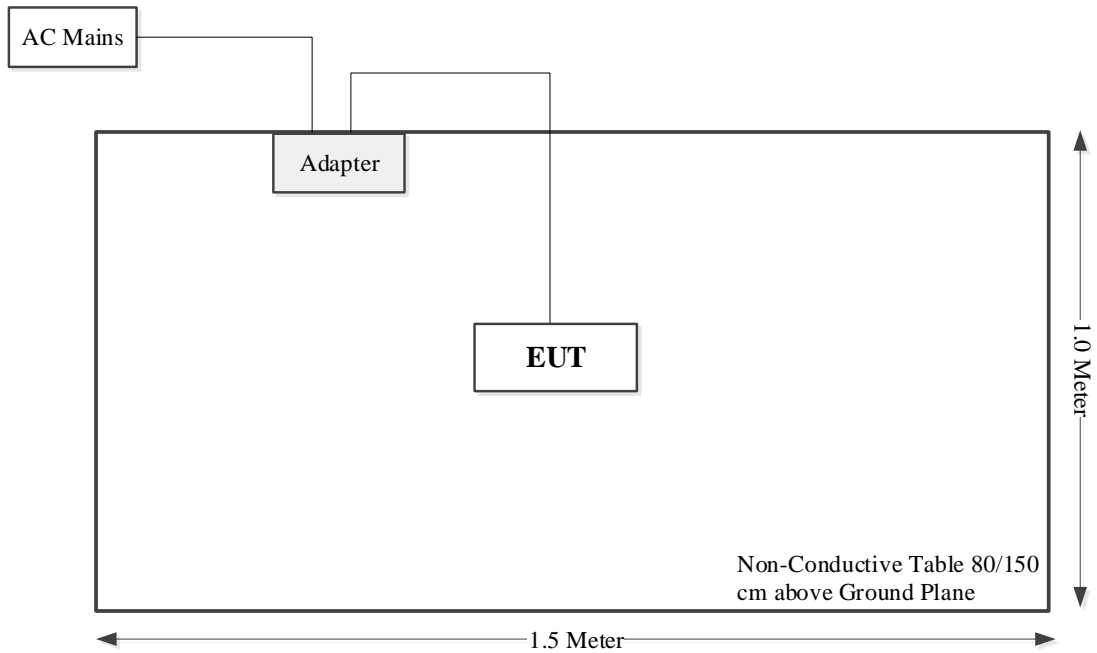 AC Mains
Adapter
EUT
1.0 Meter
Non-Conductive Table 80/150
cm above Ground Plane
1.5 Meter